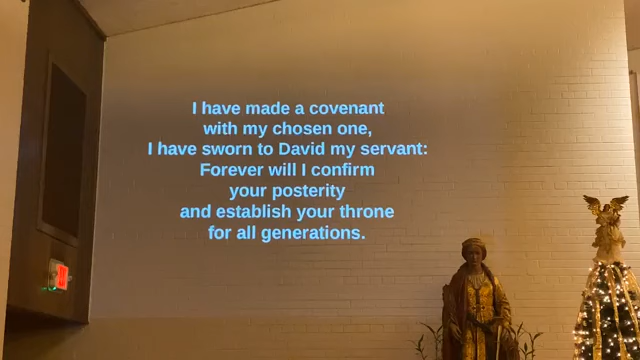 I have made a covenant
with my chosen one,
I have sworn to David my servant:
Forever will I confirm
your posterity
and establish your throne
for all generations.